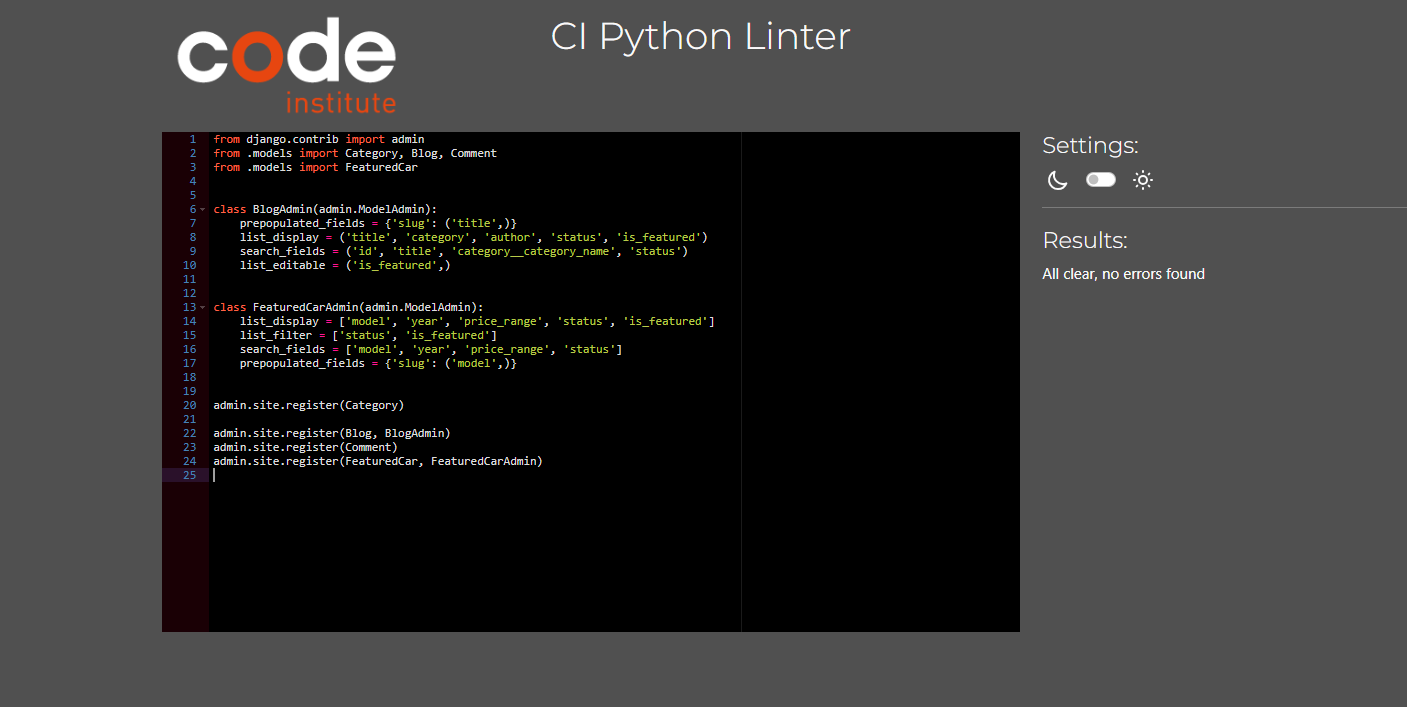 code
institute
CI Python Linter
1 from django.contrib import admin
2 from .models import Category, Blog, Comment
3 from .models import FeaturedCar
4
5
6 class BlogAdmin(admin.ModelAdmin):
7     prepopulated_fields = {'slug': ('title',)}
8     list_display = ('title', 'category', 'author', 'status', 'is_featured')
9     search_fields = ('id', 'title', 'category__category_name', 'status')
10     list_editable = ('is_featured',)
11
12
13 class FeaturedCarAdmin(admin.ModelAdmin):
14     list_display = ['model', 'year', 'price_range', 'status', 'is_featured']
15     list_filter = ['status', 'is_featured']
16     search_fields = ['model', 'year', 'price_range', 'status']
17     prepopulated_fields = {'slug': ('model',)}
18
19
20 admin.site.register(Category)
21
22 admin.site.register(Blog, BlogAdmin)
23 admin.site.register(Comment)
24 admin.site.register(FeaturedCar, FeaturedCarAdmin)
25
Settings:
Results:
All clear, no errors found